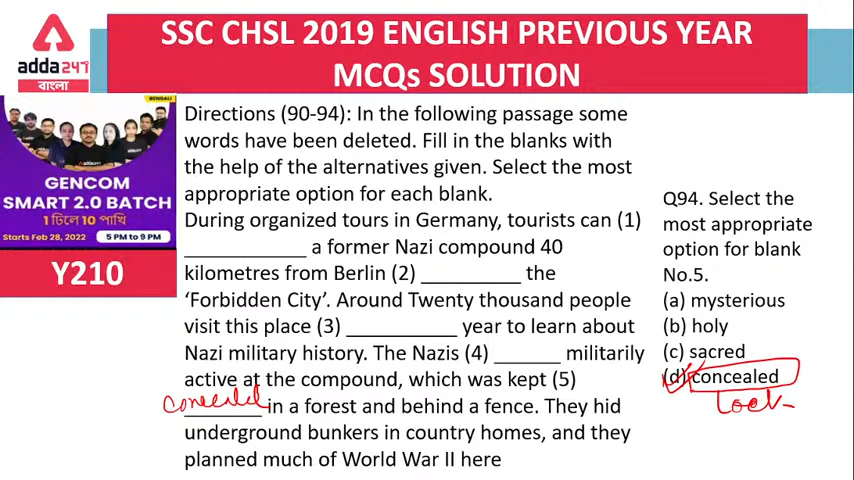 SSC CHSL 2019 ENGLISH PREVIOUS YEAR
MCQs SOLUTION
adda247
বাংলা
BENGALI
GENCOM
SMART 2.0 BATCH
1 ঢিলে 10 পাখি
Starts Feb 28, 2022
5 PM to 9 PM
Y210
Directions (90-94): In the following passage some
words have been deleted. Fill in the blanks with
the help of the alternatives given. Select the most
appropriate option for each blank.
During organized tours in Germany, tourists can (1)
___________ a former Nazi compound 40
kilometres from Berlin (2) _________ the
‘Forbidden City’. Around Twenty thousand people
visit this place (3) __________ year to learn about
Nazi military history. The Nazis (4) ______ militarily
active at the compound, which was kept (5)
concealed in a forest and behind a fence. They hid
underground bunkers in country homes, and they
planned much of World War II here
Q94. Select the
most appropriate
option for blank
No.5.
(a) mysterious
(b) holy
(c) sacred
(d) concealed